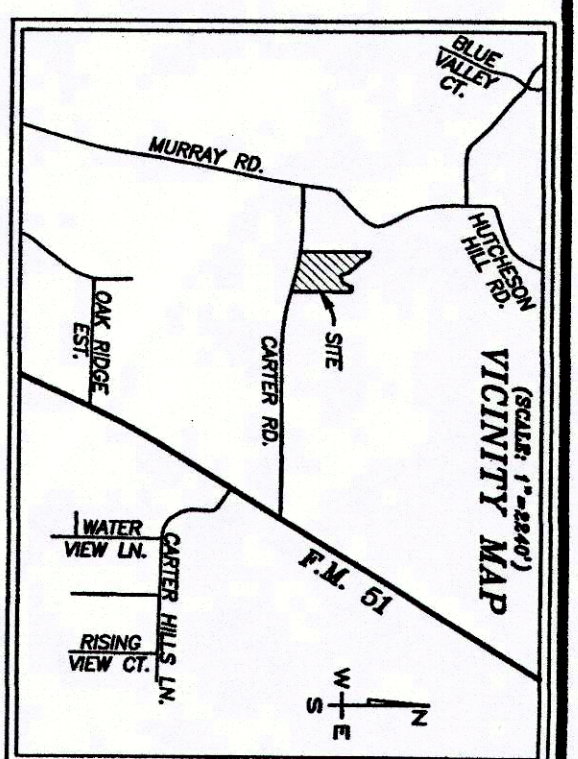 (SCALE: 1"=2240')
VICINITY MAP
BLUE
VALLEY
CT.
HUTCHESON
HILL RD.
MURRAY RD.
SITE
CARTER RD.
OAK RIDGE
EST.
F.M. 51
WATER
VIEW LN.
CARTER HILLS LN.
RISING
VIEW CT.
N
W E
S